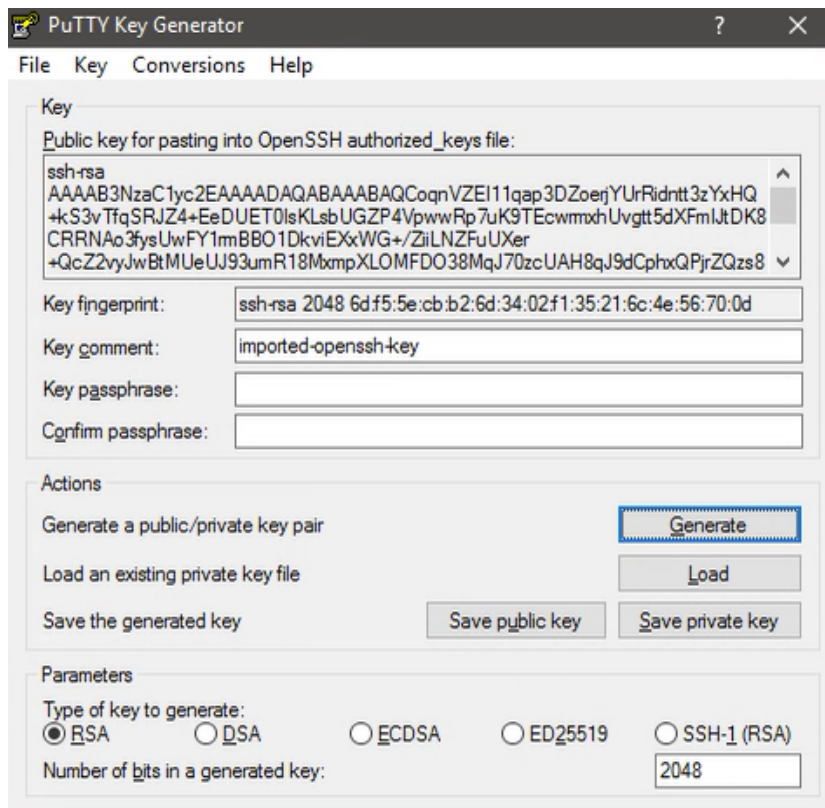 PuTTY Key Generator ? ×
File Key Conversions Help
Key
Public key for pasting into OpenSSH authorized_keys file:
ssh-rsa
AAAAB3NzaC1yc2EAAAADAQABAAABAQCoqnVZEI11qap3DZoerjYUrRidntt3zYxHQ
+kS3vTfqSRJZ4+EeDUET0IsKLsbUGZP4VpwwRp7uK9TEcwrmxhUvgtt5dXFmIJtDK8
CRRNAo3fysUwFY1mBBO1DkviEXxWG+/ZiiLNZFuUXer
+QcZ2vyJwBtMUeUJ93umR18MxmpXLOMFDO38MqJ70zcUAH8qJ9dCphxQPjrZQzs8
Key fingerprint: ssh-rsa 2048 6d:f5:5e:cb:b2:6d:34:02:f1:35:21:6c:4e:56:70:0d
Key comment: imported-openssh-key
Key passphrase:
Confirm passphrase:
Actions
Generate a public/private key pair Generate
Load an existing private key file Load
Save the generated key Save public key Save private key
Parameters
Type of key to generate:
RSA DSA ECDSA ED25519 SSH-1 (RSA)
Number of bits in a generated key: 2048